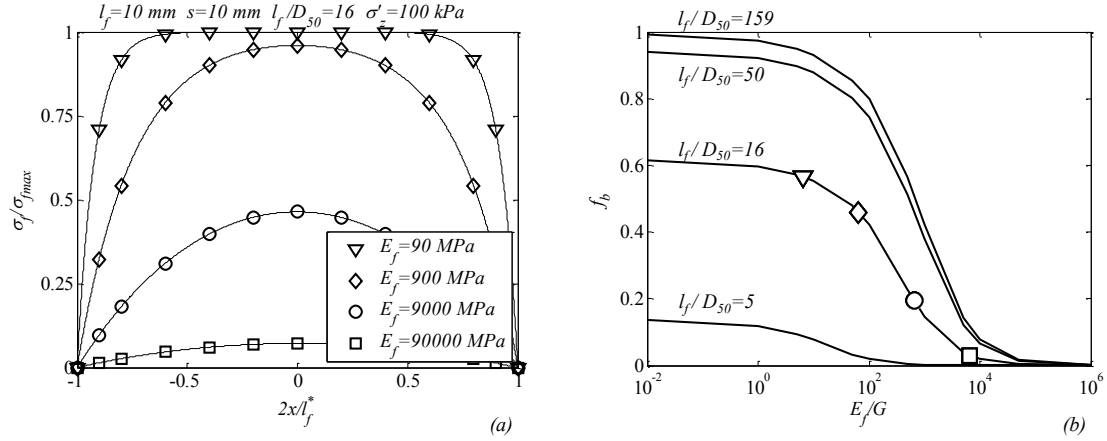 l_f=10 mm s=10 mm l_f/D_50=16 σ'_z=100 kPa
1
0.75
0.5
0.25
0
σ_f/σ_fmax
E_f=90 MPa
E_f=900 MPa
E_f=9000 MPa
E_f=90000 MPa
-1 -0.5 0 0.5 1
2x/l_f^*
(a)
l_f/D_50=159
1
l_f/D_50=50
0.8
l_f/D_50=16
0.6
f_b
0.4
0.2
l_f/D_50=5
0
10^-2 10^0 10^2 10^4 10^6
E_f/G
(b)